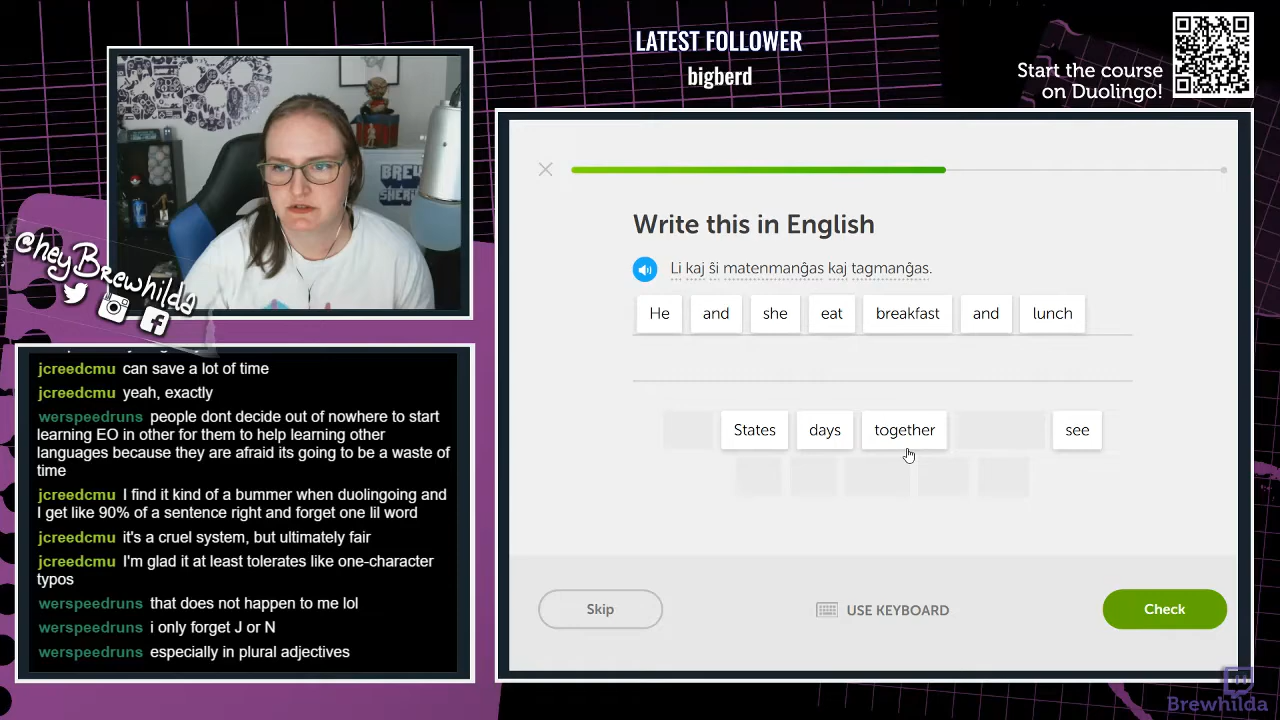 LATEST FOLLOWER
bigberd
Start the course
on Duolingo!
@heyBrewhilda
Write this in English
Li kaj ŝi matenmanĝas kaj tagmanĝas.
He and she eat breakfast and lunch
States days together see
Skip
USE KEYBOARD
Check
jcreedcmu can save a lot of time
jcreedcmu yeah, exactly
werspeedruns people dont decide out of nowhere to start
learning EO in other for them to help learning other
languages because they are afraid its going to be a waste of
time
jcreedcmu I find it kind of a bummer when duolingoing and
I get like 90% of a sentence right and forget one lil word
jcreedcmu it's a cruel system, but ultimately fair
jcreedcmu I'm glad it at least tolerates like one-character
typos
werspeedruns that does not happen to me lol
werspeedruns i only forget J or N
werspeedruns especially in plural adjectives
Brewhilda